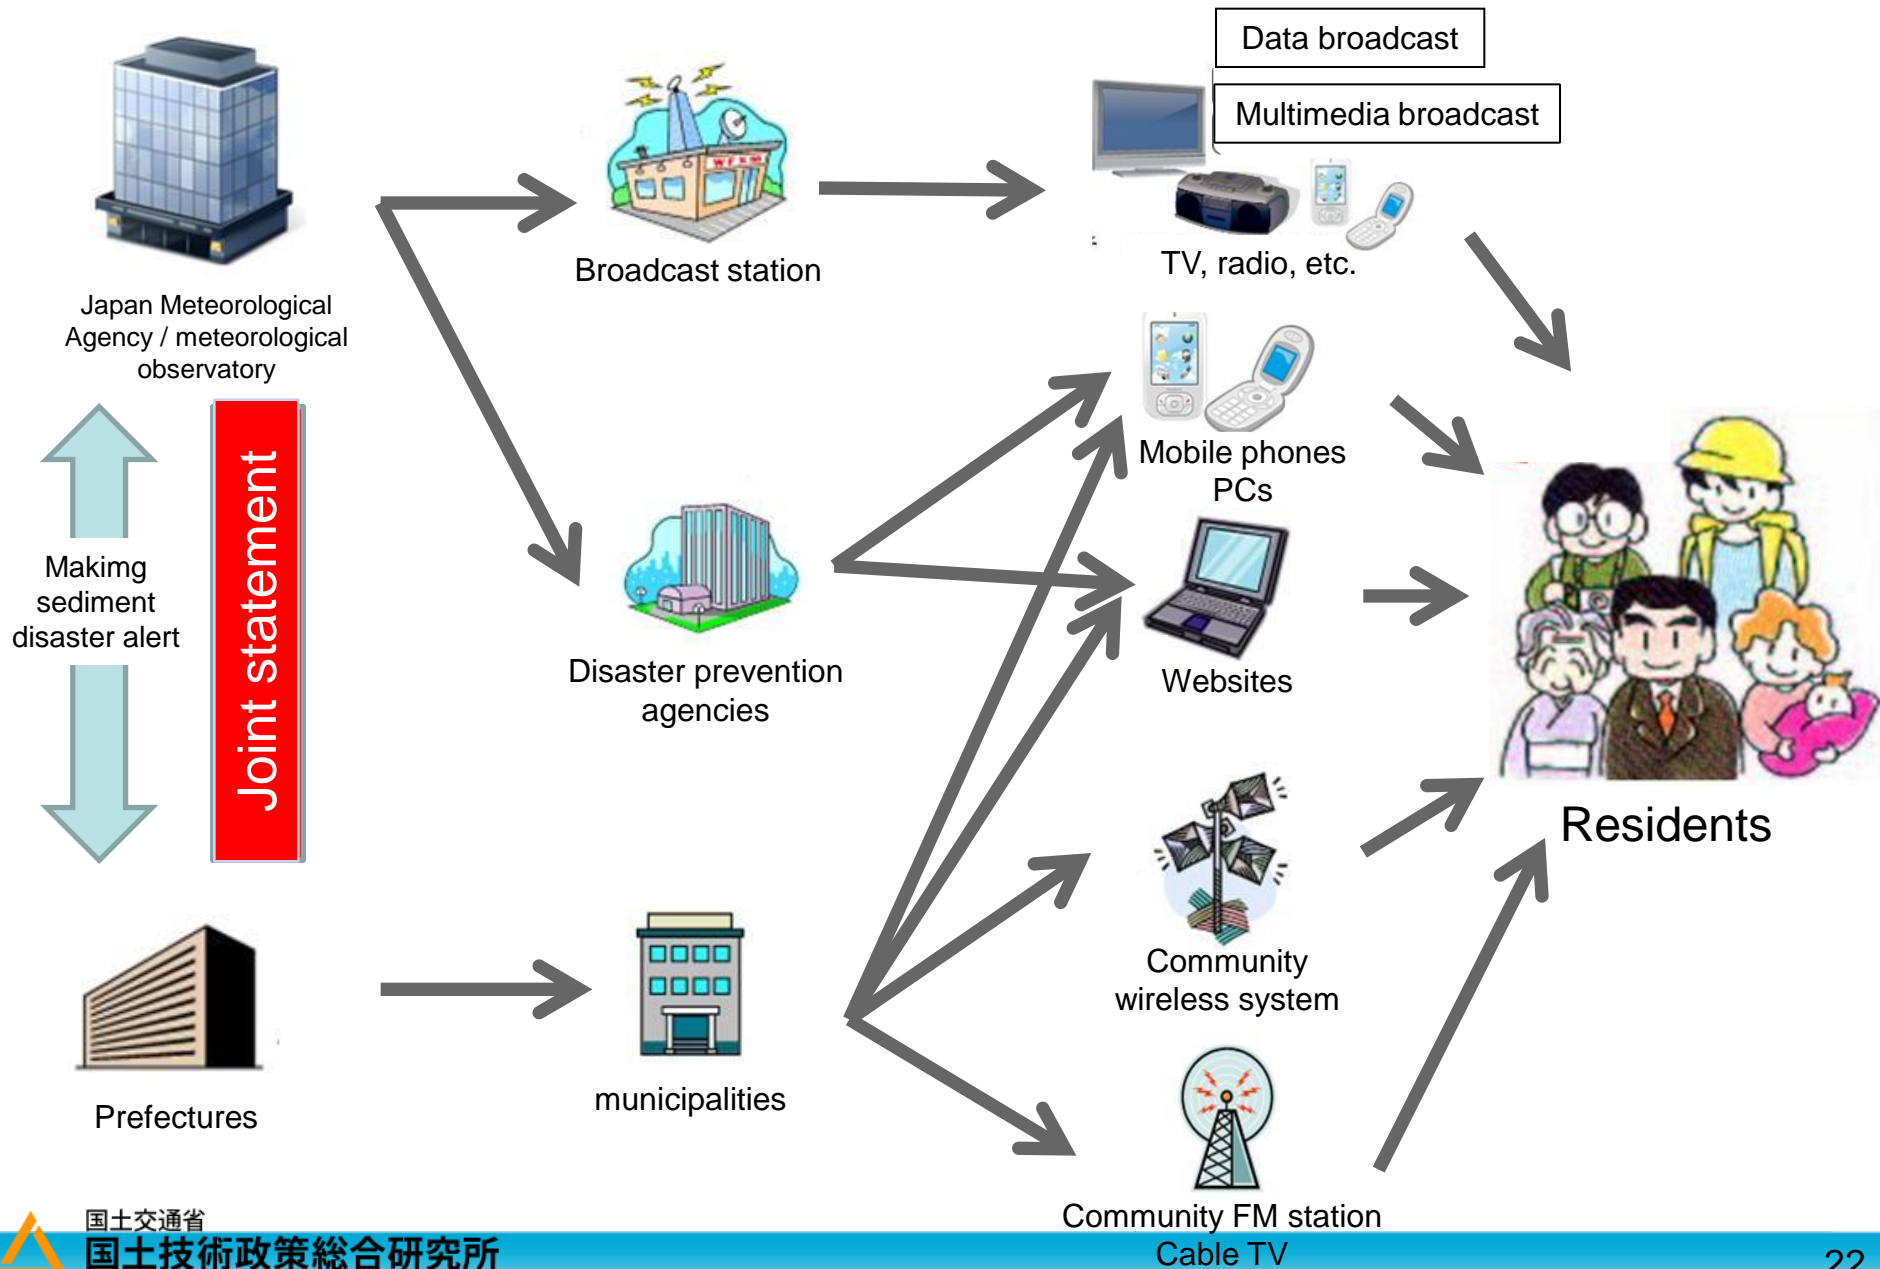 Data broadcast
Multimedia broadcast
WFXM
Broadcast station
TV, radio, etc.
Japan Meteorological
Agency / meteorological
observatory
Mobile phones
PCs
Joint statement
Makimg
sediment
disaster alert
Disaster prevention
agencies
Websites
Residents
Community
wireless system
Prefectures
municipalities
Community FM station
Cable TV
国土交通省
国土技術政策総合研究所
22